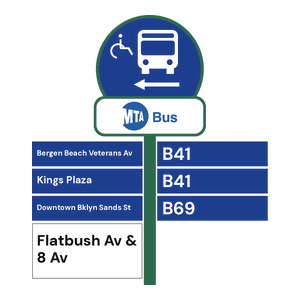 MTA Bus
Bergen Beach Veterans Av B41
Kings Plaza B41
Downtown Bklyn Sands St B69
Flatbush Av &
8 Av